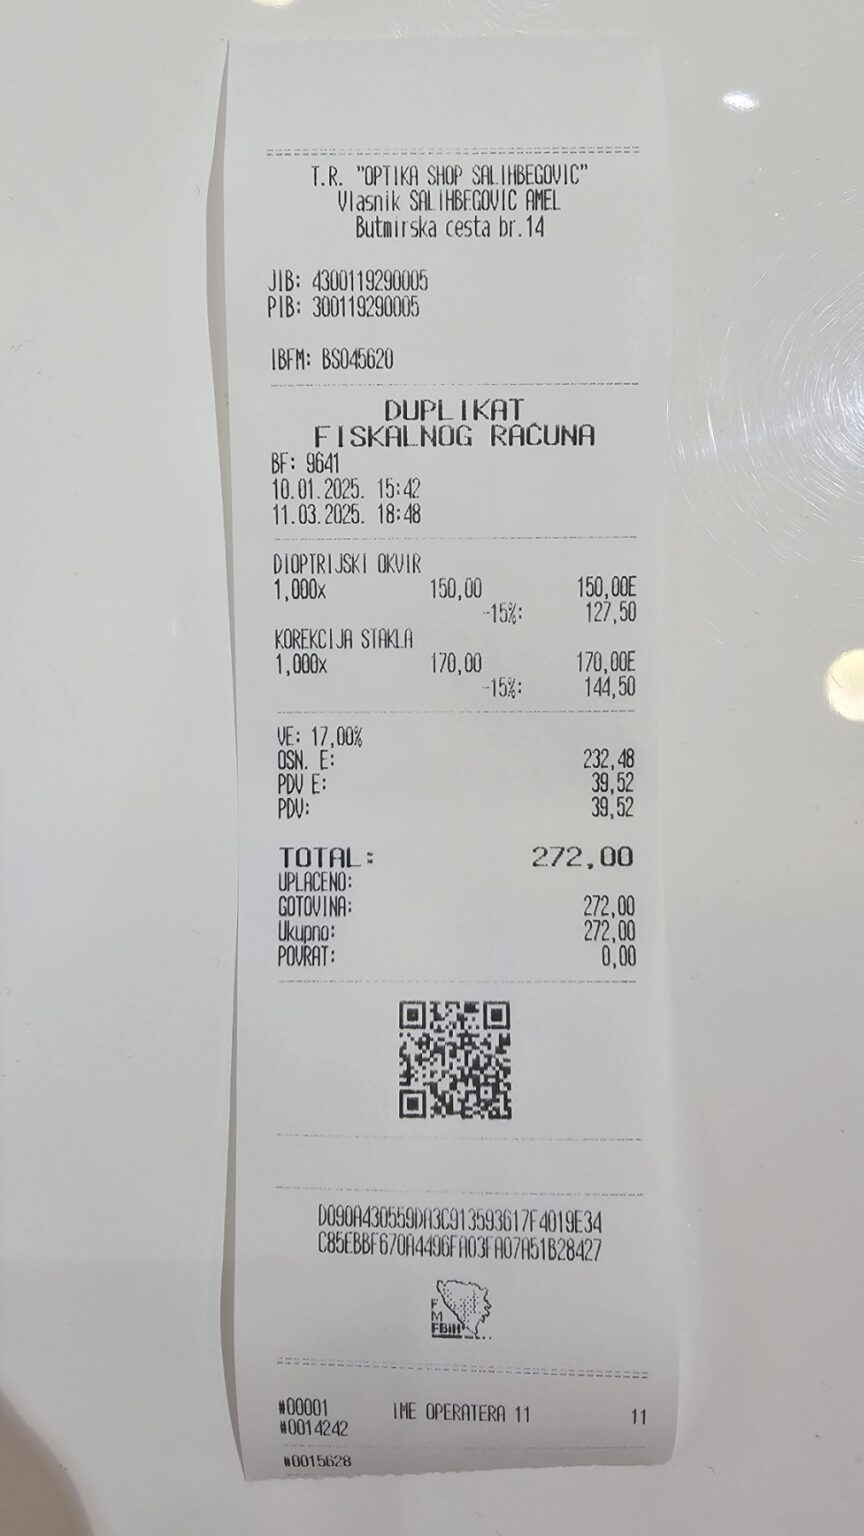 T.R. "OPTIKA SHOP SALIHBEGOVIC"
Vlasnik SALIHBEGOVIC AMEL
Butmirska cesta br.14
JIB: 4300119290005
PIB: 300119290005
IBFM: BS045620
DUPLIKAT
FISKALNOG RAČUNA
BF: 9641
10.01.2025. 15:42
11.03.2025. 18:48
DIOPTRIJSKI OKVIR
1,000x 150,00 150,00E
-15%: 127,50
KOREKCIJA STAKLA
1,000x 170,00 170,00E
-15%: 144,50
VE: 17,00%
OSN. E: 232,48
PDV E: 39,52
PDV: 39,52
TOTAL: 272,00
UPLAĆENO:
GOTOVINA: 272,00
Ukupno: 272,00
POVRAT: 0,00
D090A430559DA3C913593617F4019E34
C85EBBF670A4496FA03FA07A51B28427
F
M
FBiH
#00001 IME OPERATERA 11 11
#0014242
#0015628